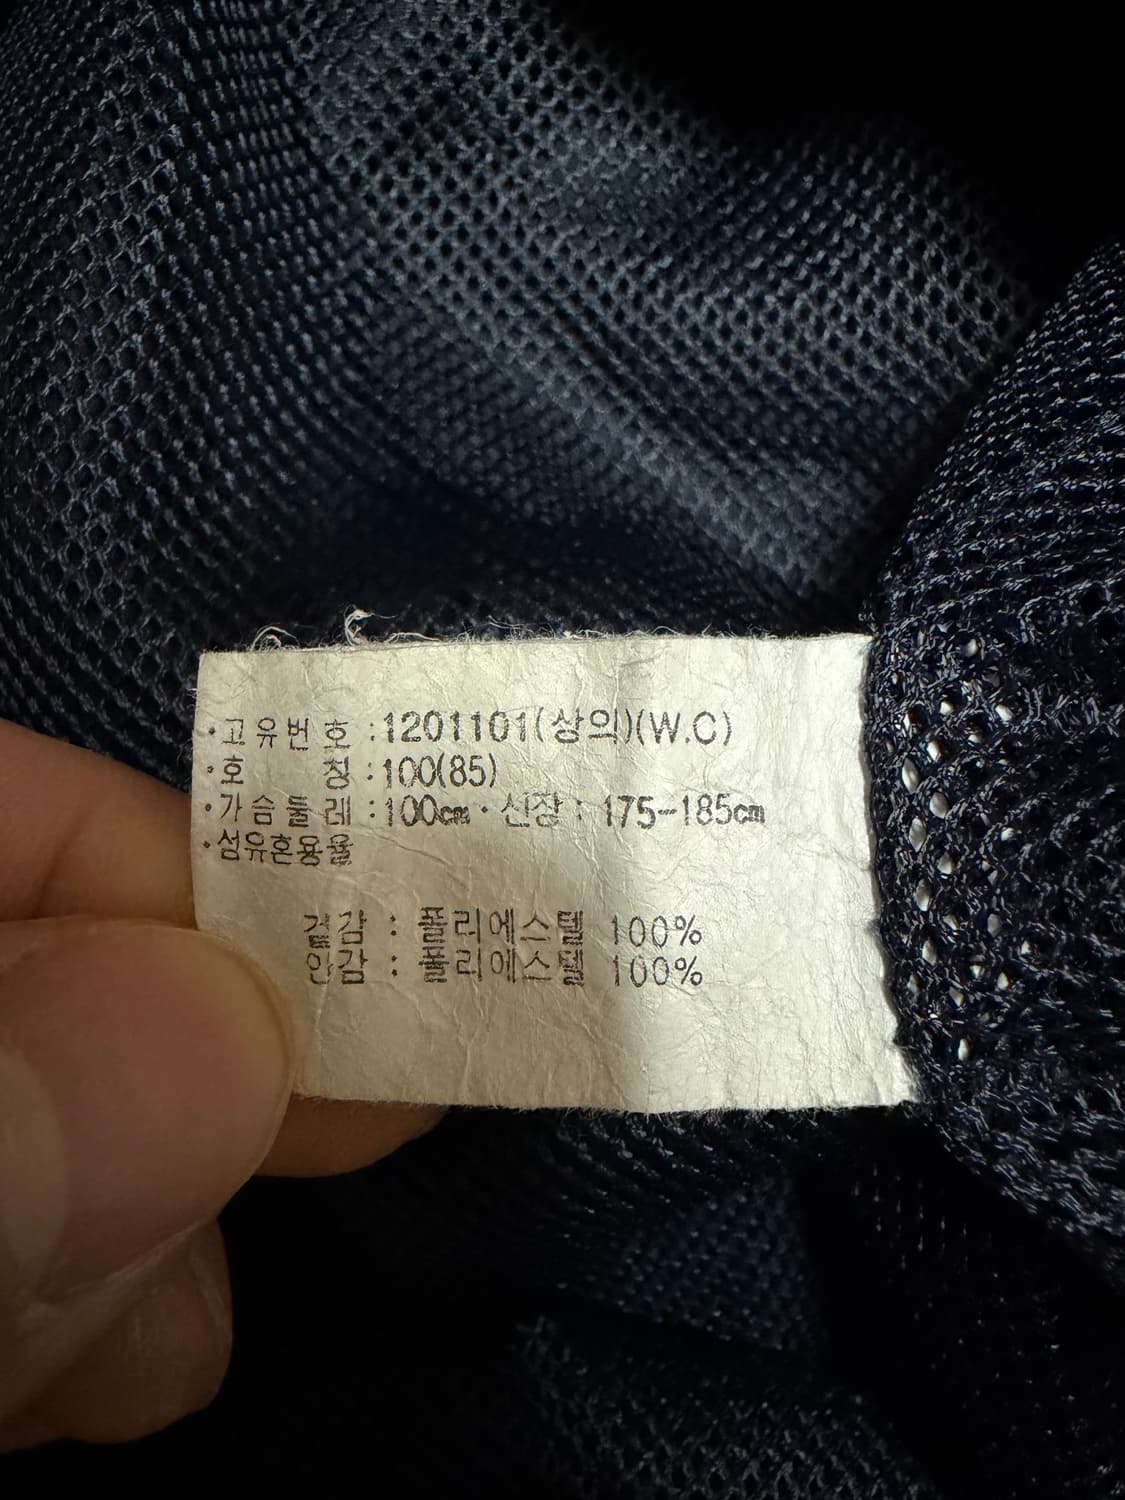 ·고유번호:1201101(상의)(W.C)
·호 칭:100(85)
·가슴둘레:100㎝·신장: 175-185㎝
·섬유혼용율
겉감 : 폴리에스텔 100%
안감 : 폴리에스텔 100%